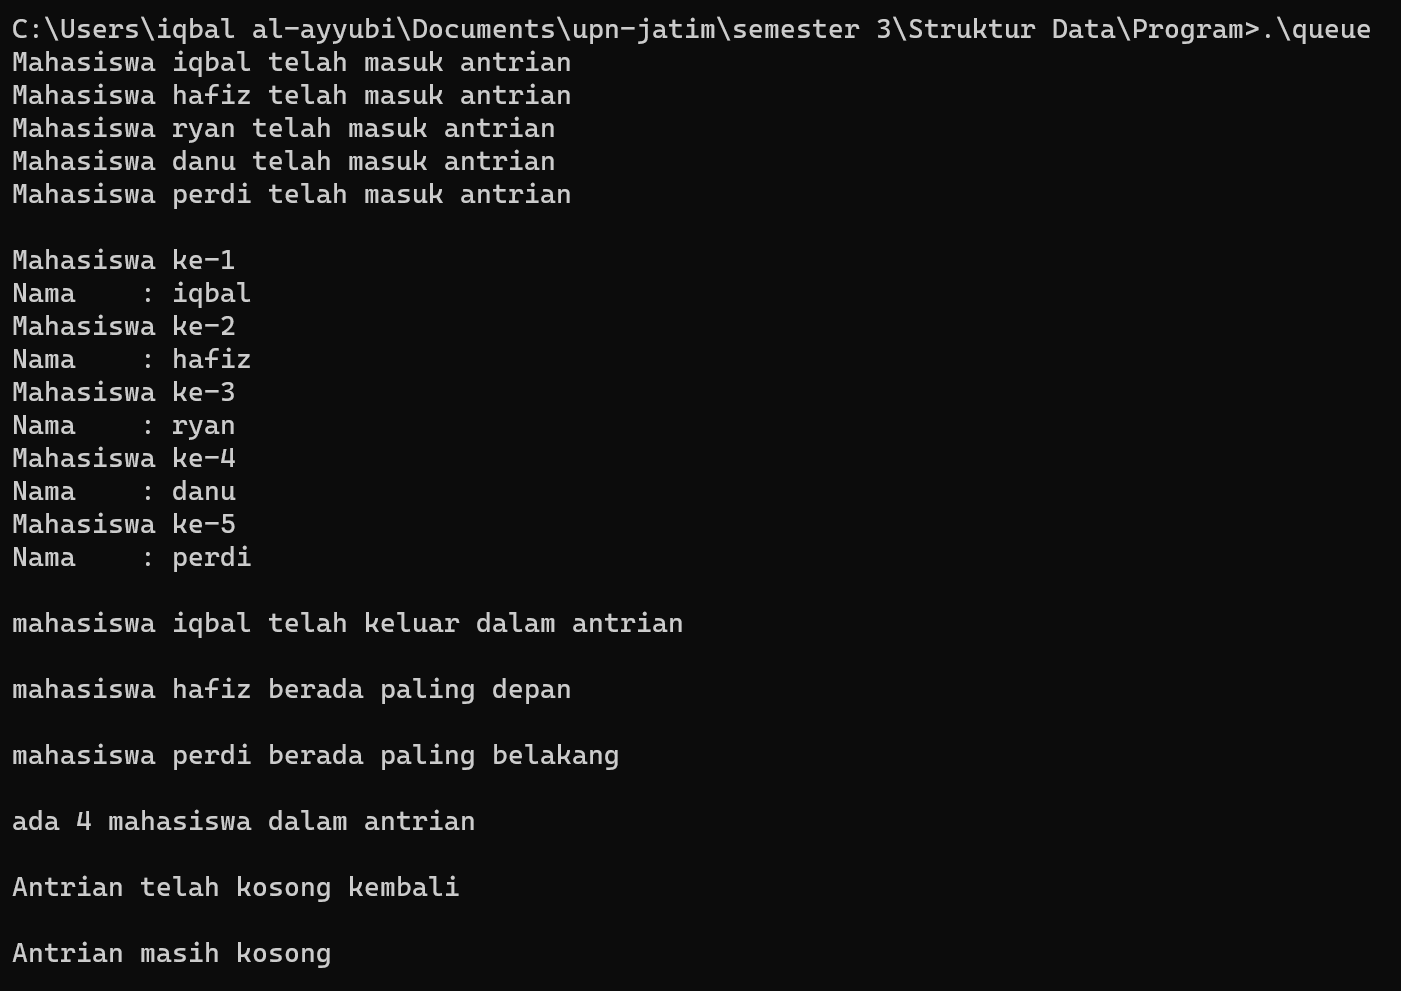 C:\Users\iqbal al-ayyubi\Documents\upn-jatim\semester 3\Struktur Data\Program>.\queue
Mahasiswa iqbal telah masuk antrian
Mahasiswa hafiz telah masuk antrian
Mahasiswa ryan telah masuk antrian
Mahasiswa danu telah masuk antrian
Mahasiswa perdi telah masuk antrian
Mahasiswa ke-1
Nama    : iqbal
Mahasiswa ke-2
Nama    : hafiz
Mahasiswa ke-3
Nama    : ryan
Mahasiswa ke-4
Nama    : danu
Mahasiswa ke-5
Nama    : perdi
mahasiswa iqbal telah keluar dalam antrian
mahasiswa hafiz berada paling depan
mahasiswa perdi berada paling belakang
ada 4 mahasiswa dalam antrian
Antrian telah kosong kembali
Antrian masih kosong